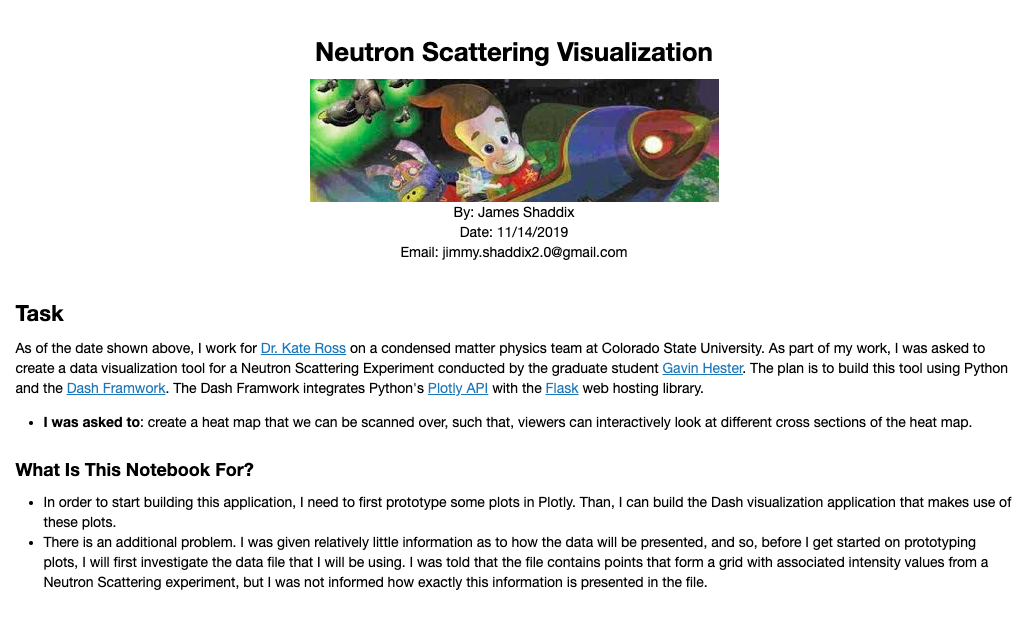 Neutron Scattering Visualization
By: James Shaddix
Date: 11/14/2019
Email: jimmy.shaddix2.0@gmail.com
Task
As of the date shown above, I work for Dr. Kate Ross on a condensed matter physics team at Colorado State University. As part of my work, I was asked to
create a data visualization tool for a Neutron Scattering Experiment conducted by the graduate student Gavin Hester. The plan is to build this tool using Python
and the Dash Framwork. The Dash Framwork integrates Python's Plotly API with the Flask web hosting library.
• I was asked to: create a heat map that we can be scanned over, such that, viewers can interactively look at different cross sections of the heat map.
What Is This Notebook For?
• In order to start building this application, I need to first prototype some plots in Plotly. Than, I can build the Dash visualization application that makes use of
these plots.
• There is an additional problem. I was given relatively little information as to how the data will be presented, and so, before I get started on prototyping
plots, I will first investigate the data file that I will be using. I was told that the file contains points that form a grid with associated intensity values from a
Neutron Scattering experiment, but I was not informed how exactly this information is presented in the file.